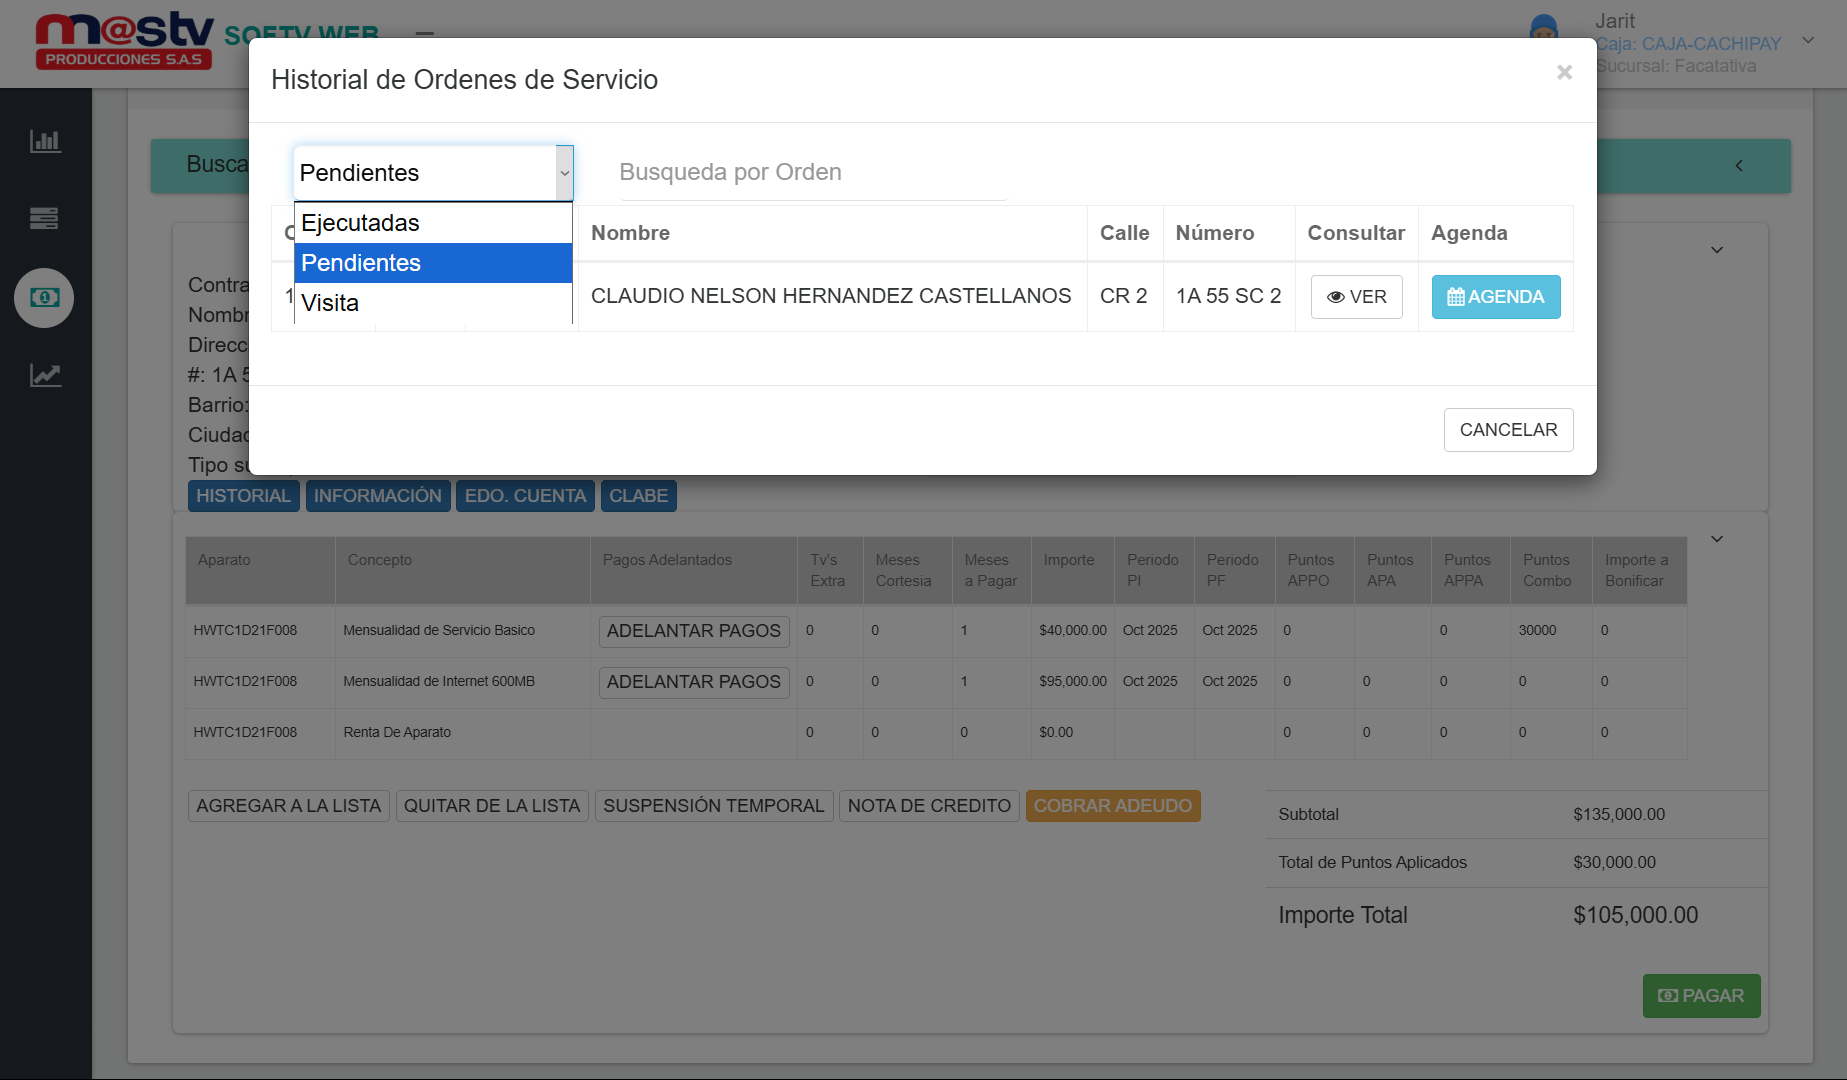 m@stv
PRODUCCIONES S.A.S
SOFTV WEB
Jarit
Caja: CAJA-CACHIPAY
Sucursal: Facatativa
Historial de Ordenes de Servicio
×
Pendientes
Busqueda por Orden
Ejecutadas
Pendientes
Visita
Nombre
Calle
Número
Consultar
Agenda
1
CLAUDIO NELSON HERNANDEZ CASTELLANOS
CR 2
1A 55 SC 2
VER
AGENDA
CANCELAR
Busca
Contra
Nombr
Direcc
#: 1A 5
Barrio:
Ciudad
Tipo su
HISTORIAL
INFORMACIÓN
EDO. CUENTA
CLABE
Aparato
Concepto
Pagos Adelantados
Tv's Extra
Meses Cortesia
Meses a Pagar
Importe
Periodo PI
Periodo PF
Puntos APPO
Puntos APA
Puntos APPA
Puntos Combo
Importe a Bonificar
HWTC1D21F008 Mensualidad de Servicio Basico ADELANTAR PAGOS 0 0 1 $40,000.00 Oct 2025 Oct 2025 0 0 30000 0
HWTC1D21F008 Mensualidad de Internet 600MB ADELANTAR PAGOS 0 0 1 $95,000.00 Oct 2025 Oct 2025 0 0 0 0 0
HWTC1D21F008 Renta De Aparato 0 0 0 $0.00 0 0 0 0 0
AGREGAR A LA LISTA
QUITAR DE LA LISTA
SUSPENSIÓN TEMPORAL
NOTA DE CREDITO
COBRAR ADEUDO
Subtotal $135,000.00
Total de Puntos Aplicados $30,000.00
Importe Total $105,000.00
PAGAR